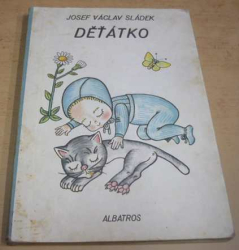 JOSEF VÁCLAV SLÁDEK
DĚŤÁTKO
ALBATROS